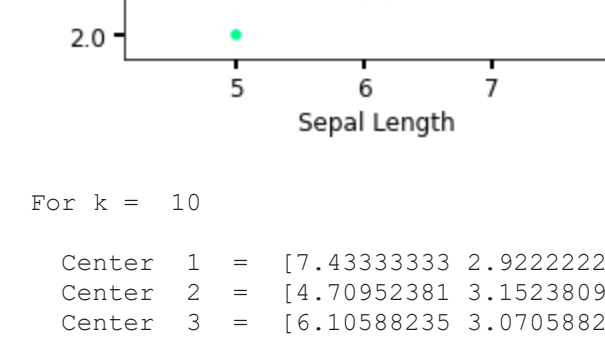 2.0
5 6 7
Sepal Length
For k = 10
Center 1 = [7.43333333 2.9222222
Center 2 = [4.70952381 3.1523809
Center 3 = [6.10588235 3.0705882